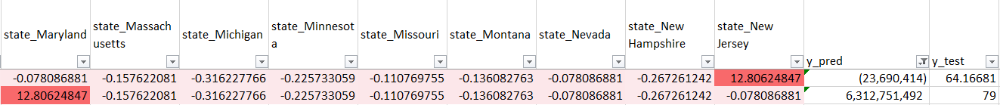 state_Maryland state_Massachusetts state_Michigan state_Minnesota state_Missouri state_Montana state_Nevada state_New Hampshire state_New Jersey y_pred y_test
-0.078086881 -0.157622081 -0.316227766 -0.225733059 -0.110769755 -0.136082763 -0.078086881 -0.267261242 12.80624847 (23,690,414) 64.16681
12.80624847 -0.157622081 -0.316227766 -0.225733059 -0.110769755 -0.136082763 -0.078086881 -0.267261242 -0.078086881 6,312,751,492 79